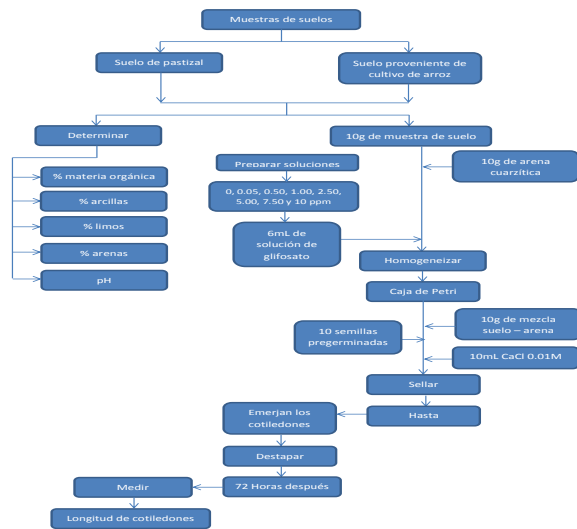 Muestras de suelos
Suelo de pastizal
Suelo proveniente de
cultivo de arroz
Determinar
10g de muestra de suelo
% materia orgánica
% arcillas
% limos
% arenas
pH
Preparar soluciones
0, 0.05, 0.50, 1.00, 2.50,
5.00, 7.50 y 10 ppm
6mL de
solución de
glifosato
10g de arena
cuarzítica
Homogeneizar
Caja de Petri
10g de mezcla
suelo – arena
10 semillas
pregerminadas
10mL CaCl 0.01M
Sellar
Hasta
Emerjan los
cotiledones
Destapar
72 Horas después
Medir
Longitud de cotiledones